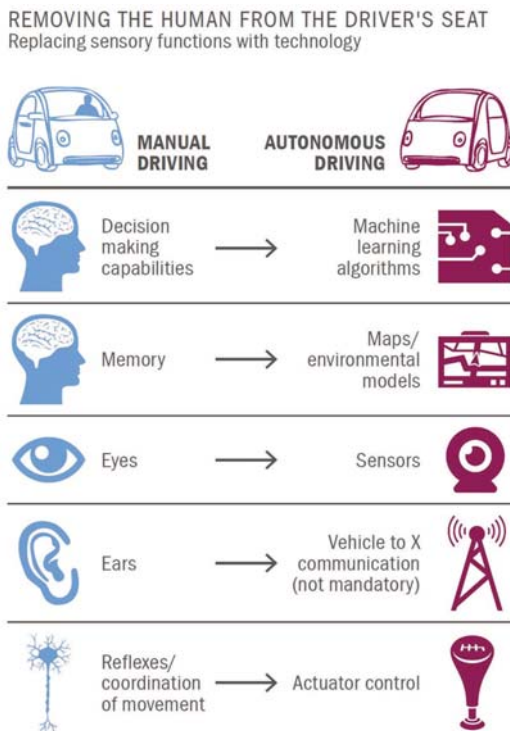 REMOVING THE HUMAN FROM THE DRIVER'S SEAT
Replacing sensory functions with technology
MANUAL
DRIVING
AUTONOMOUS
DRIVING
Decision
making
capabilities
Machine
learning
algorithms
Memory
Maps/
environmental
models
Eyes
Sensors
Ears
Vehicle to X
communication
(not mandatory)
Reflexes/
coordination
of movement
Actuator control